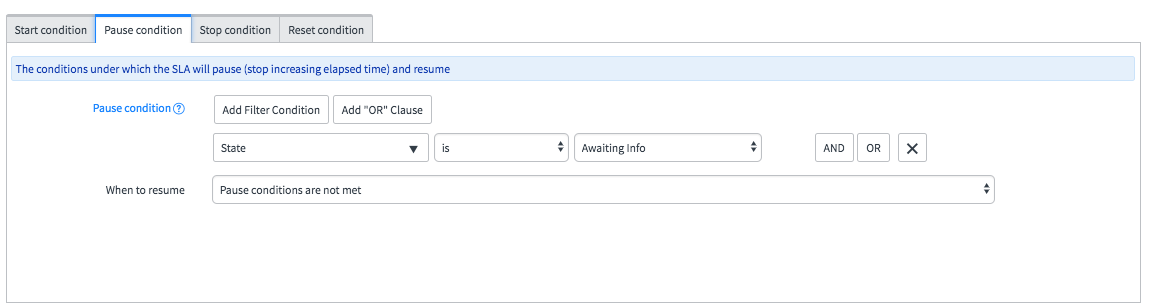 Start condition Pause condition Stop condition Reset condition
The conditions under which the SLA will pause (stop increasing elapsed time) and resume
Pause condition ? Add Filter Condition Add "OR" Clause
State is Awaiting Info AND OR
When to resume Pause conditions are not met